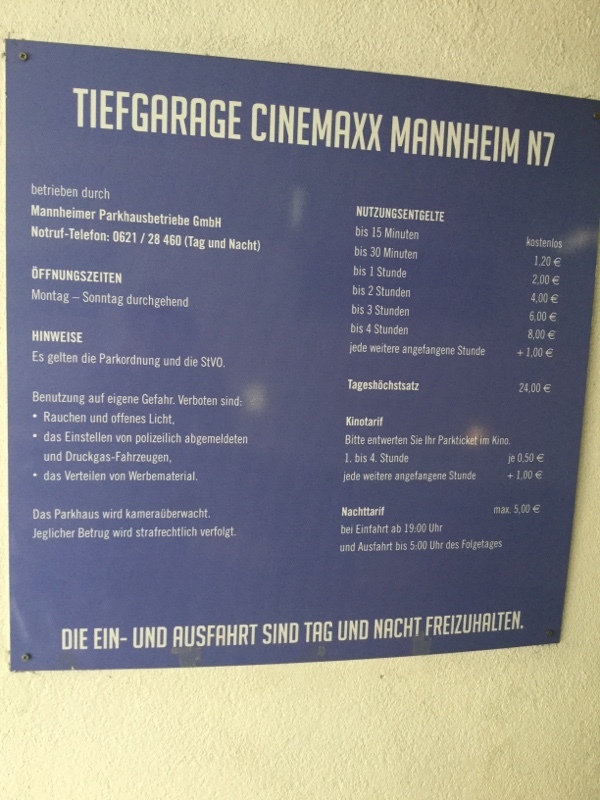 TIEFGARAGE CINEMAXX MANNHEIM N7
betrieben durch
Mannheimer Parkhausbetriebe GmbH
Notruf-Telefon: 0621 / 28 460 (Tag und Nacht)
ÖFFNUNGSZEITEN
Montag – Sonntag durchgehend
HINWEISE
Es gelten die Parkordnung und die StVO.
Benutzung auf eigene Gefahr. Verboten sind:
• Rauchen und offenes Licht,
• das Einstellen von polizeilich abgemeldeten
und Druckgas-Fahrzeugen,
• das Verteilen von Werbematerial.
Das Parkhaus wird kameraüberwacht.
Jeglicher Betrug wird strafrechtlich verfolgt.
NUTZUNGSENTGELTE
bis 15 Minuten kostenlos
bis 30 Minuten 1,20 €
bis 1 Stunde 2,00 €
bis 2 Stunden 4,00 €
bis 3 Stunden 6,00 €
bis 4 Stunden 8,00 €
jede weitere angefangene Stunde + 1,00 €
Tageshöchstsatz 24,00 €
Kinotarif
Bitte entwerten Sie Ihr Parkticket im Kino.
1. bis 4. Stunde je 0,50 €
jede weitere angefangene Stunde + 1,00 €
Nachttarif max. 5,00 €
bei Einfahrt ab 19:00 Uhr
und Ausfahrt bis 5:00 Uhr des Folgetages
DIE EIN- UND AUSFAHRT SIND TAG UND NACHT FREIZUHALTEN.